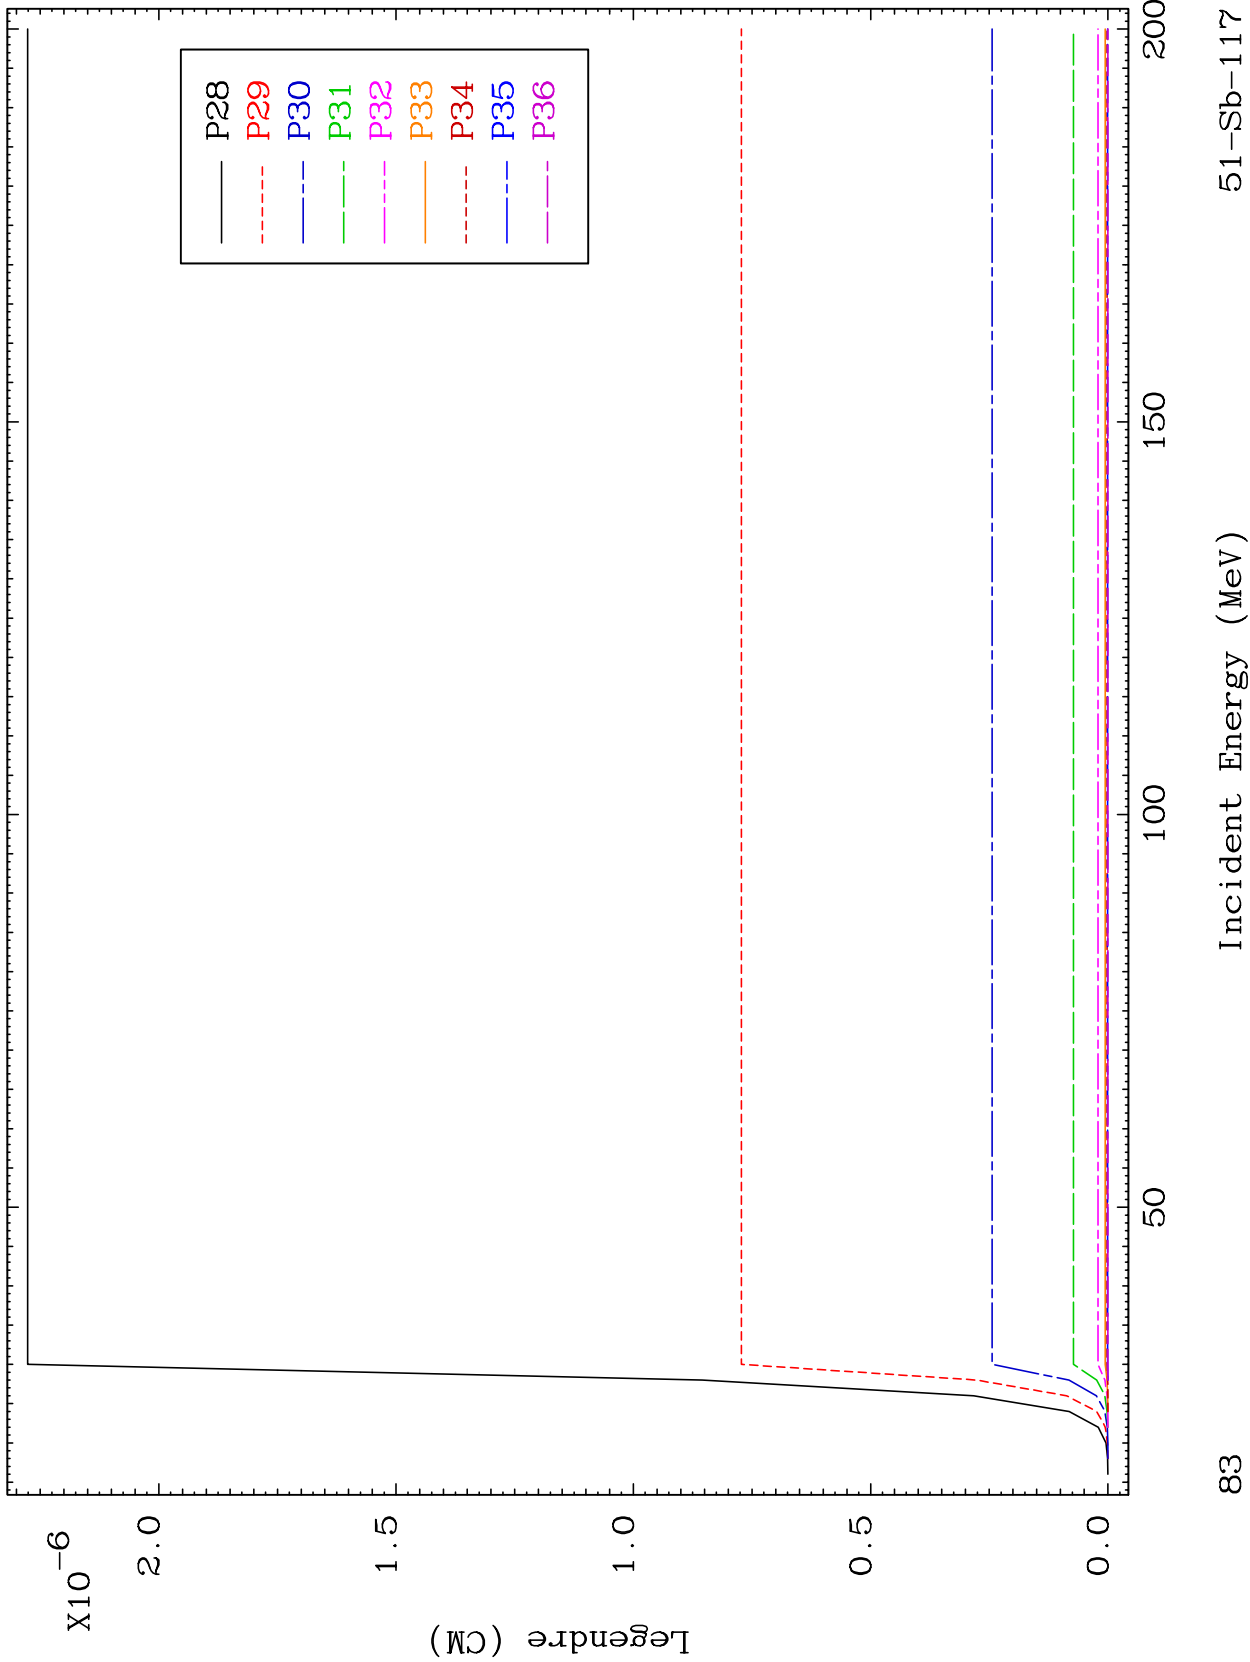 X10-6
2.0
1.5
1.0
0.5
0.0
Legendre (CM)
P28
P29
P30
P31
P32
P33
P34
P35
P36
50
100
150
200
83
Incident Energy (MeV)
51-Sb-117